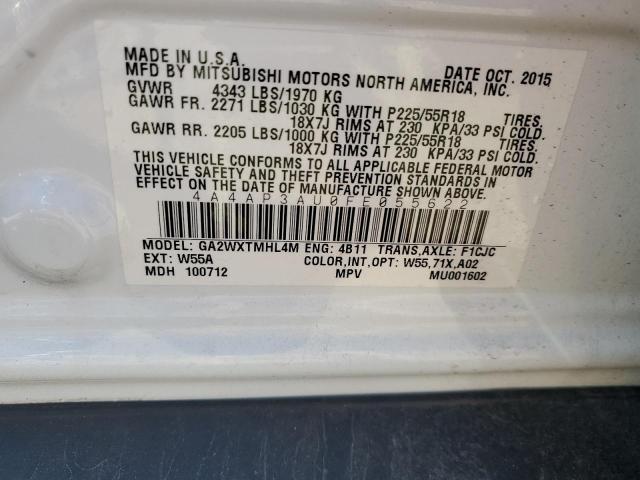 MADE IN U.S.A. DATE OCT. 2015
MFD BY MITSUBISHI MOTORS NORTH AMERICA, INC.
GVWR 4343 LBS/1970 KG
GAWR FR. 2271 LBS/1030 KG WITH P225/55R18 TIRES,
18X7J RIMS AT 230 KPA/33 PSI COLD.
GAWR RR. 2205 LBS/1000 KG WITH P225/55R18 TIRES,
18X7J RIMS AT 230 KPA/33 PSI COLD.
THIS VEHICLE CONFORMS TO ALL APPLICABLE FEDERAL MOTOR
VEHICLE SAFETY AND THEFT PREVENTION STANDARDS IN
EFFECT ON THE DATE OF MANUFACTURE SHOWN ABOVE.
4A4AP3AU0FE055622
MODEL: GA2WXTMHL4M ENG: 4B11 TRANS,AXLE: F1CJC
EXT: W55A COLOR,INT,OPT: W55,71X,A02
MDH 100712 MPV MU001602